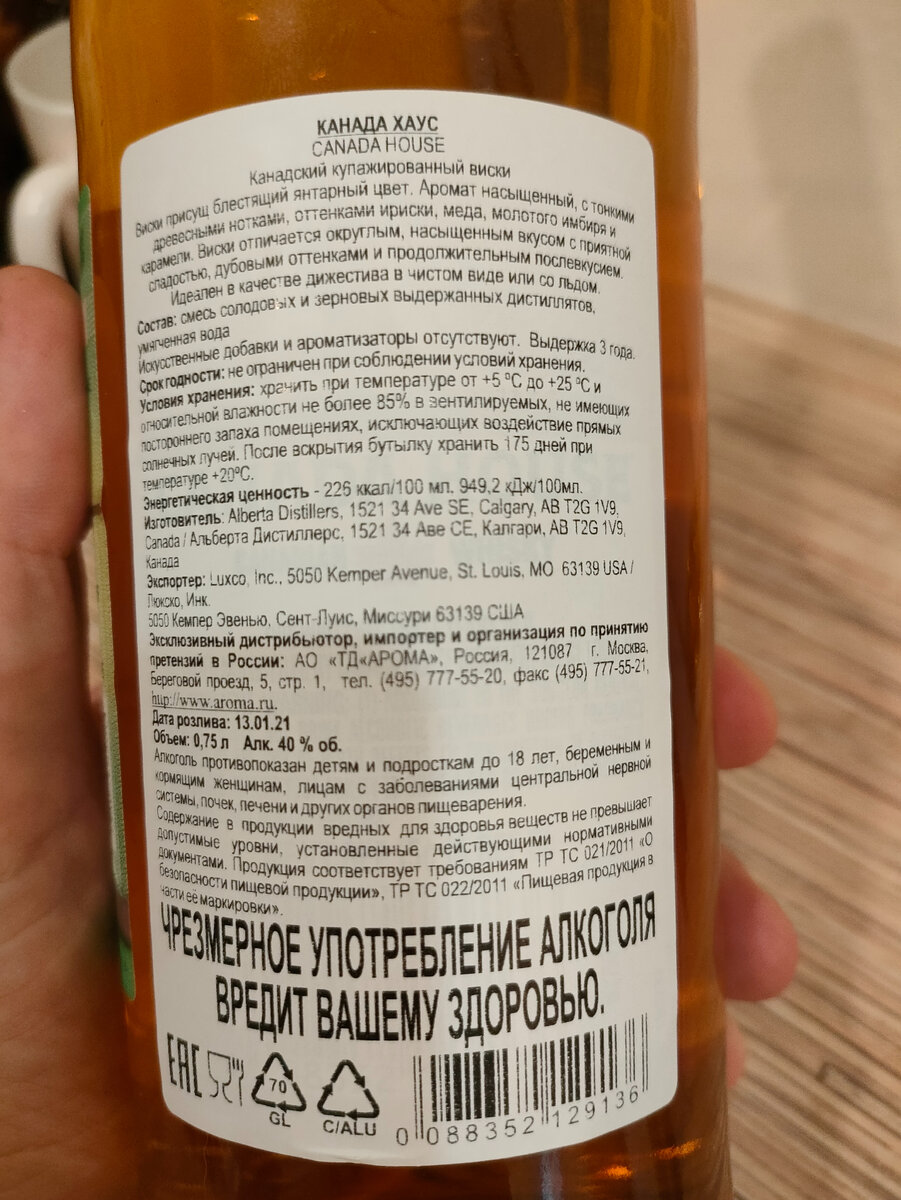 КАНАДА ХАУС
CANADA HOUSE
Канадский купажированный виски
Виски присущ блестящий янтарный цвет. Аромат насыщенный, с тонкими
древесными нотками, оттенками ириски, меда, молотого имбиря и
карамели. Виски отличается округлым, насыщенным вкусом с приятной
сладостью, дубовыми оттенками и продолжительным послевкусием.
Идеален в качестве дижестива в чистом виде или со льдом.
Состав: смесь солодовых и зерновых выдержанных дистиллятов,
умягченная вода
Искусственные добавки и ароматизаторы отсутствуют. Выдержка 3 года.
Срок годности: не ограничен при соблюдении условий хранения.
Условия хранения: хранить при температуре от +5 ºС до +25 ºС и
относительной влажности не более 85% в вентилируемых, не имеющих
постороннего запаха помещениях, исключающих воздействие прямых
солнечных лучей. После вскрытия бутылку хранить 175 дней при
температуре +20ºС.
Энергетическая ценность - 226 ккал/100 мл. 949,2 кДж/100мл.
Изготовитель: Alberta Distillers, 1521 34 Ave SE, Calgary, AB T2G 1V9,
Canada / Альберта Дистиллерс, 1521 34 Аве СЕ, Калгари, АВ T2G 1V9,
Канада
Экспортер: Luxco, Inc., 5050 Kemper Avenue, St. Louis, MO 63139 USA /
Люкско, Инк.
5050 Кемпер Эвенью, Сент-Луис, Миссури 63139 США
Эксклюзивный дистрибьютор, импортер и организация по принятию
претензий в России: АО «ТД«АРОМА», Россия, 121087 г. Москва,
Береговой проезд, 5, стр. 1, тел. (495) 777-55-20, факс (495) 777-55-21,
http://www.aroma.ru.
Дата розлива: 13.01.21
Объем: 0,75 л Алк. 40 % об.
Алкоголь противопоказан детям и подросткам до 18 лет, беременным и
кормящим женщинам, лицам с заболеваниями центральной нервной
системы, почек, печени и других органов пищеварения.
Содержание в продукции вредных для здоровья веществ не превышает
допустимые уровни, установленные действующими нормативными
документами. Продукция соответствует требованиям ТР ТС 021/2011 «О
безопасности пищевой продукции», ТР ТС 022/2011 «Пищевая продукция в
части её маркировки».
ЧРЕЗМЕРНОЕ УПОТРЕБЛЕНИЕ АЛКОГОЛЯ
ВРЕДИТ ВАШЕМУ ЗДОРОВЬЮ.
EAC
70
GL
C/ALU
0 088352 129136